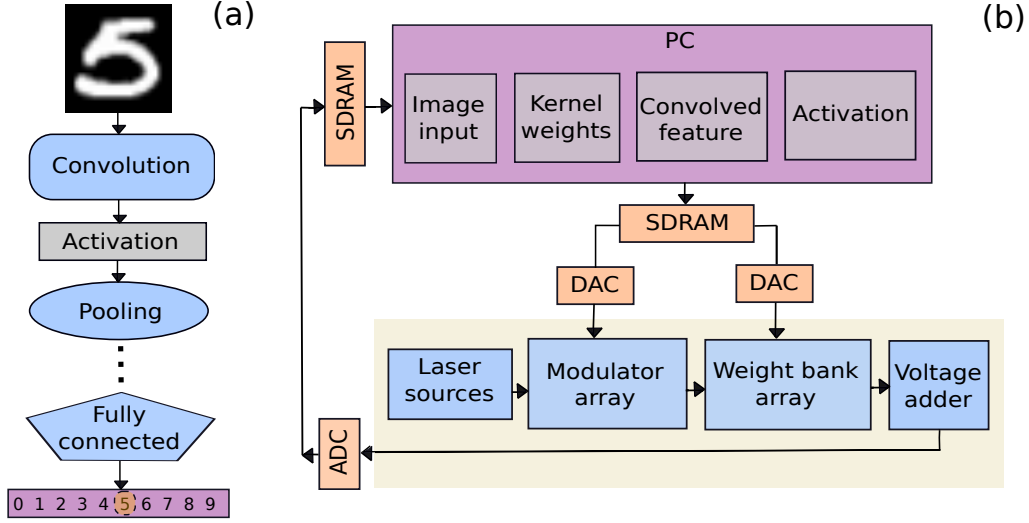 (a)
5
Convolution
Activation
Pooling
Fully
connected
0 1 2 3 4 5 6 7 8 9
(b)
PC
SDRAM
Image
input
Kernel
weights
Convolved
feature
Activation
SDRAM
DAC
DAC
Laser
sources
Modulator
array
Weight bank
array
Voltage
adder
ADC